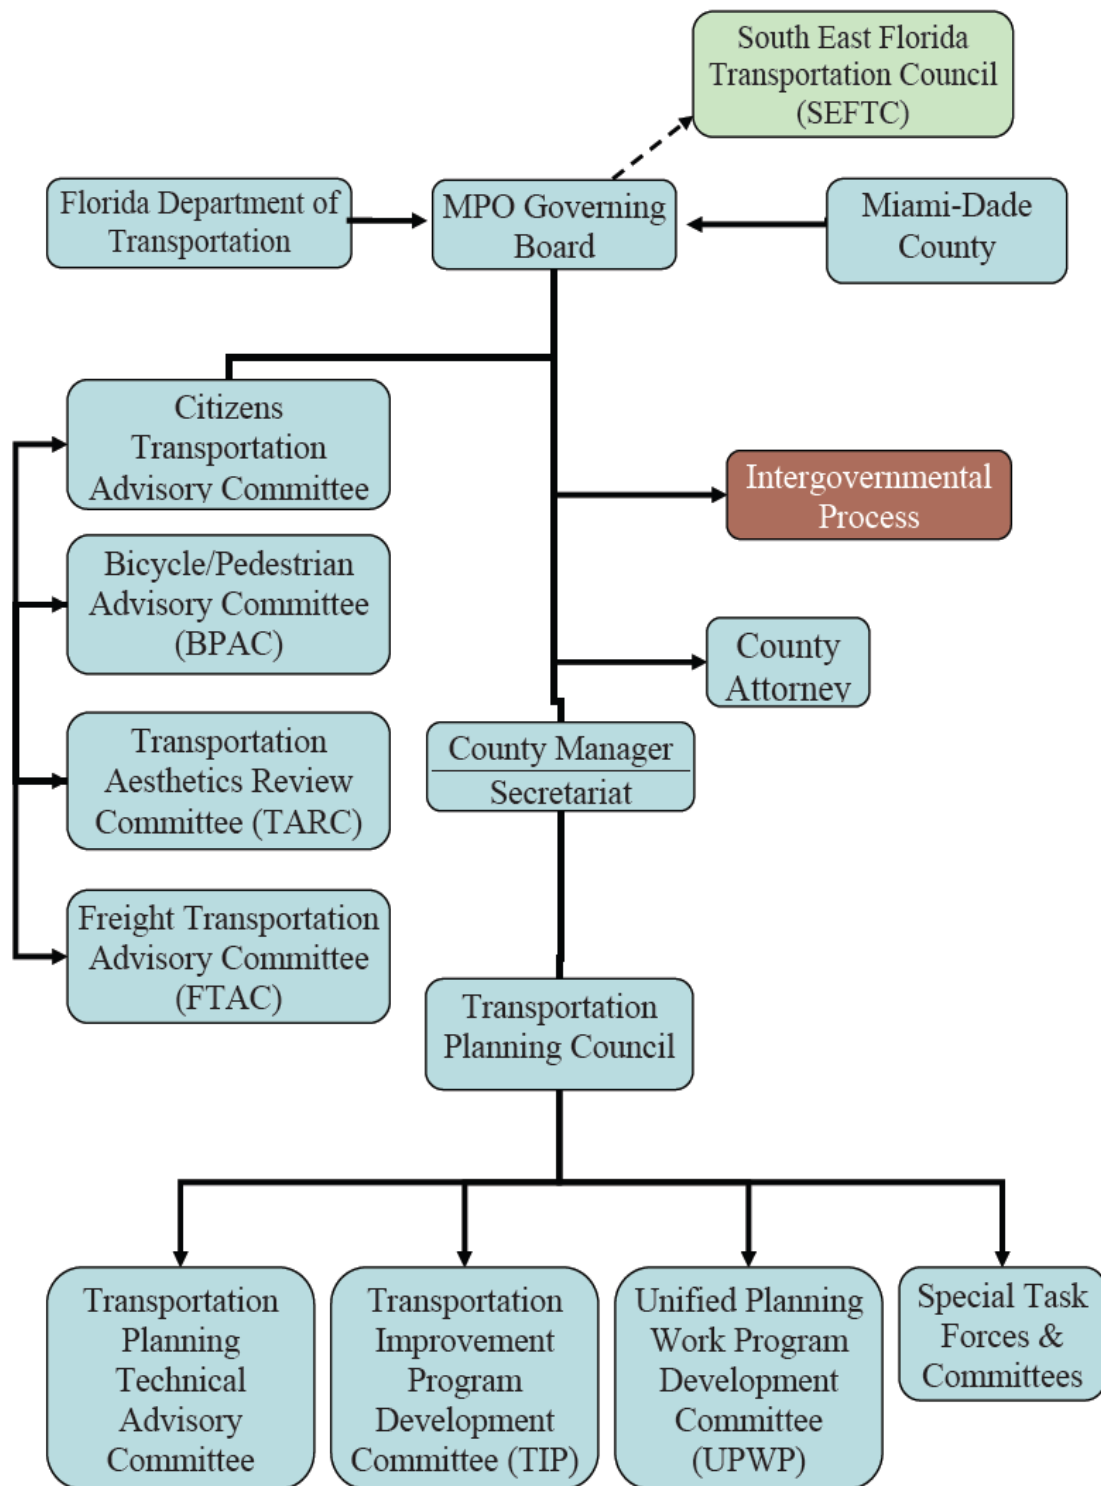 South East Florida
Transportation Council
(SEFTC)
Florida Department of
Transportation
MPO Governing
Board
Miami-Dade
County
Citizens
Transportation
Advisory Committee
Intergovernmental
Process
Bicycle/Pedestrian
Advisory Committee
(BPAC)
County
Attorney
Transportation
Aesthetics Review
Committee (TARC)
County Manager
Secretariat
Freight Transportation
Advisory Committee
(FTAC)
Transportation
Planning Council
Transportation
Planning
Technical
Advisory
Committee
Transportation
Improvement
Program
Development
Committee (TIP)
Unified Planning
Work Program
Development
Committee
(UPWP)
Special Task
Forces &
Committees